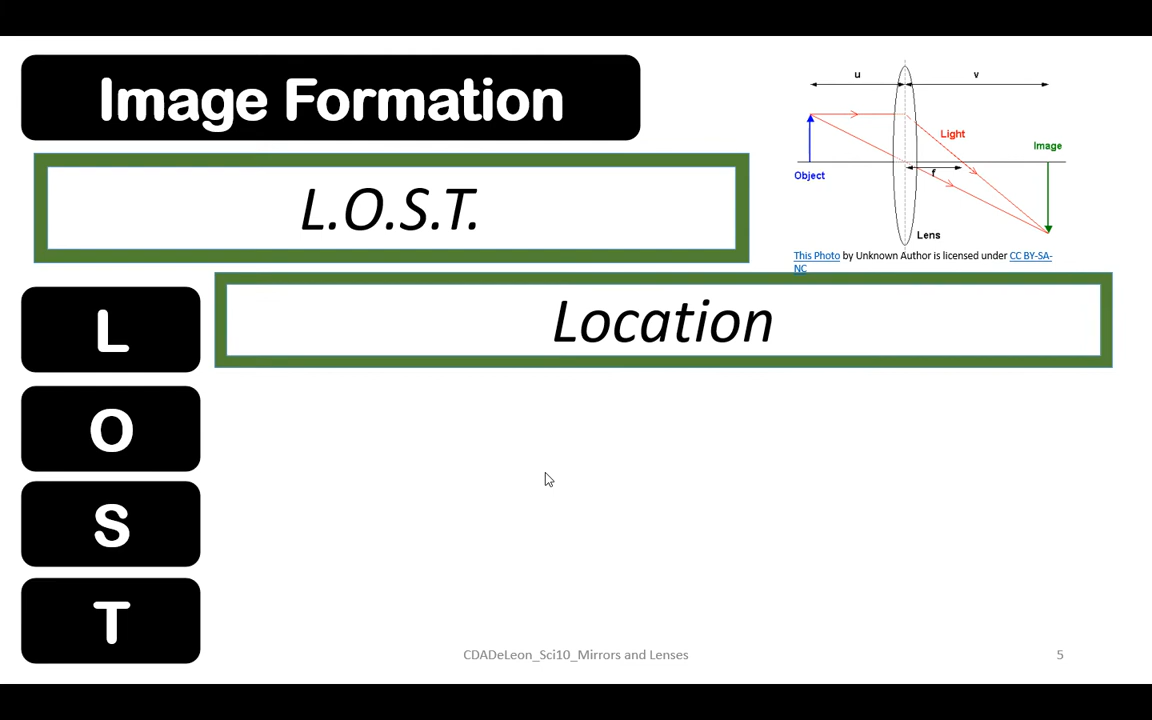 Image Formation
L.O.S.T.
u
v
Light
Image
Object
f
Lens
This Photo by Unknown Author is licensed under CC BY-SA-
NC
L
Location
O
S
T
CDADeLeon_Sci10_Mirrors and Lenses
5